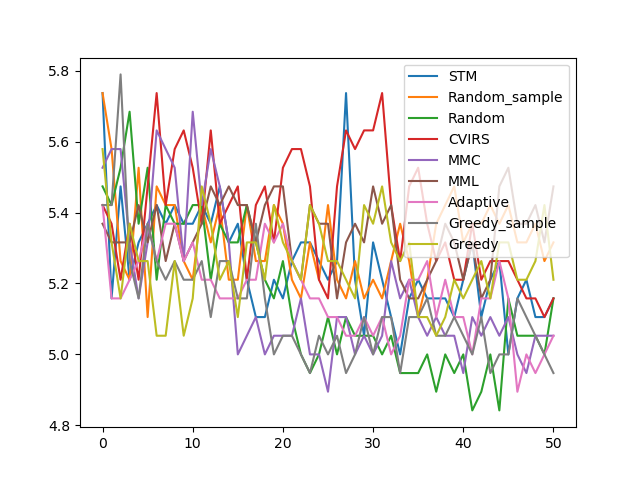 5.8
5.6
5.4
5.2
5.0
4.8
0
10
20
30
40
50
STM
Random_sample
Random
CVIRS
MMC
MML
Adaptive
Greedy_sample
Greedy